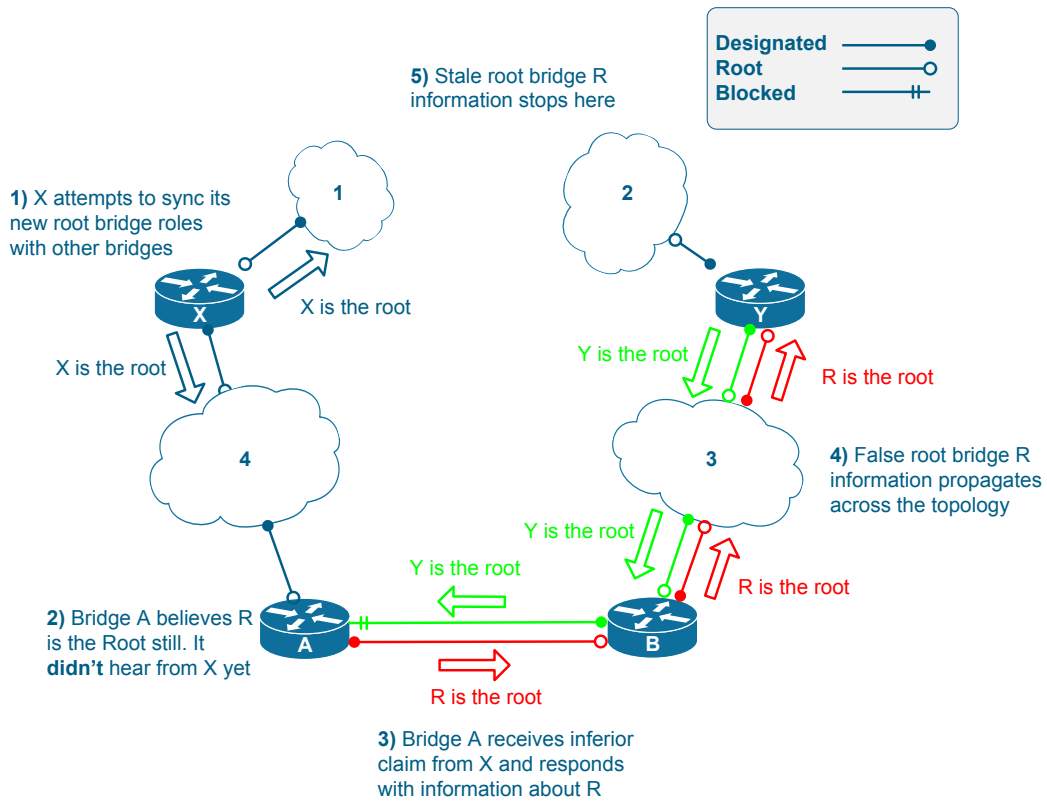 Designated
Root
Blocked
5) Stale root bridge R
information stops here
1) X attempts to sync its
new root bridge roles
with other bridges
1
2
X
X is the root
Y
X is the root
Y is the root
R is the root
4
3
4) False root bridge R
information propagates
across the topology
Y is the root
Y is the root
R is the root
2) Bridge A believes R
is the Root still. It
didn't hear from X yet
A
B
R is the root
3) Bridge A receives inferior
claim from X and responds
with information about R